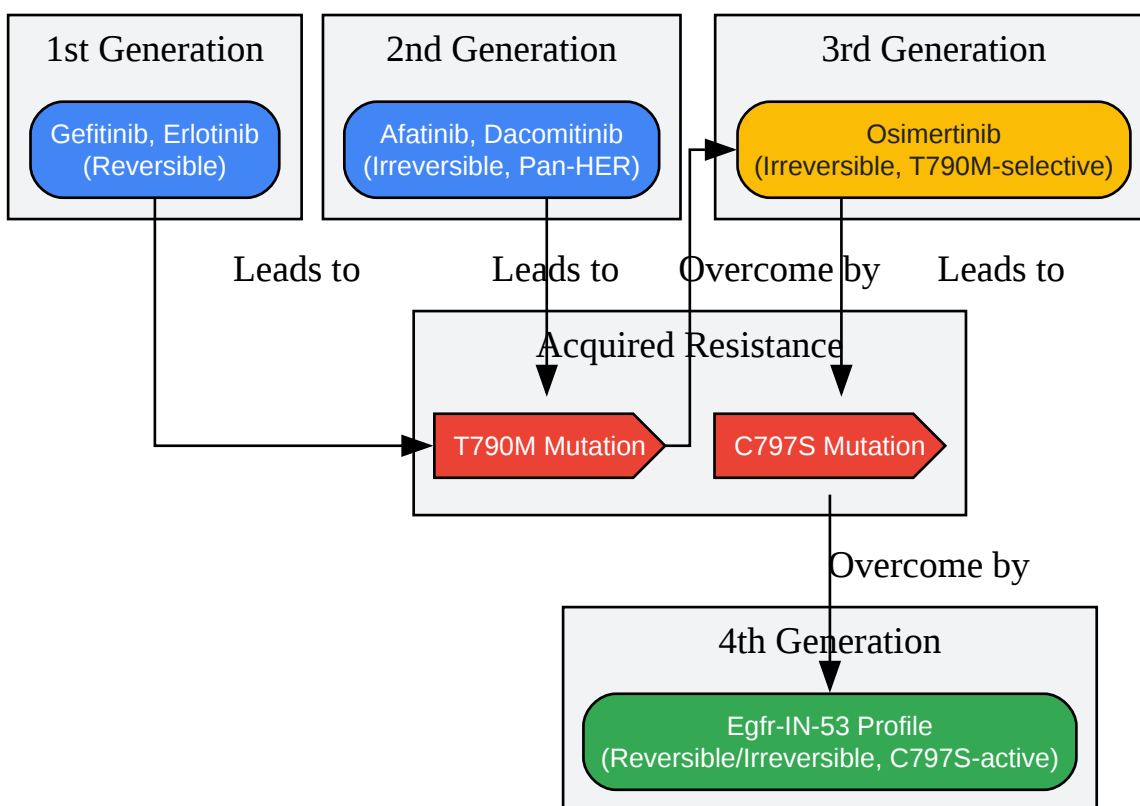 1st Generation
Gefitinib, Erlotinib
(Reversible)
2nd Generation
Afatinib, Dacomitinib
(Irreversible, Pan-HER)
3rd Generation
Osimertinib
(Irreversible, T790M-selective)
Leads to
Leads to
Overcome by
Leads to
Acquired Resistance
T790M Mutation
C797S Mutation
Overcome by
4th Generation
Egfr-IN-53 Profile
(Reversible/Irreversible, C797S-active)